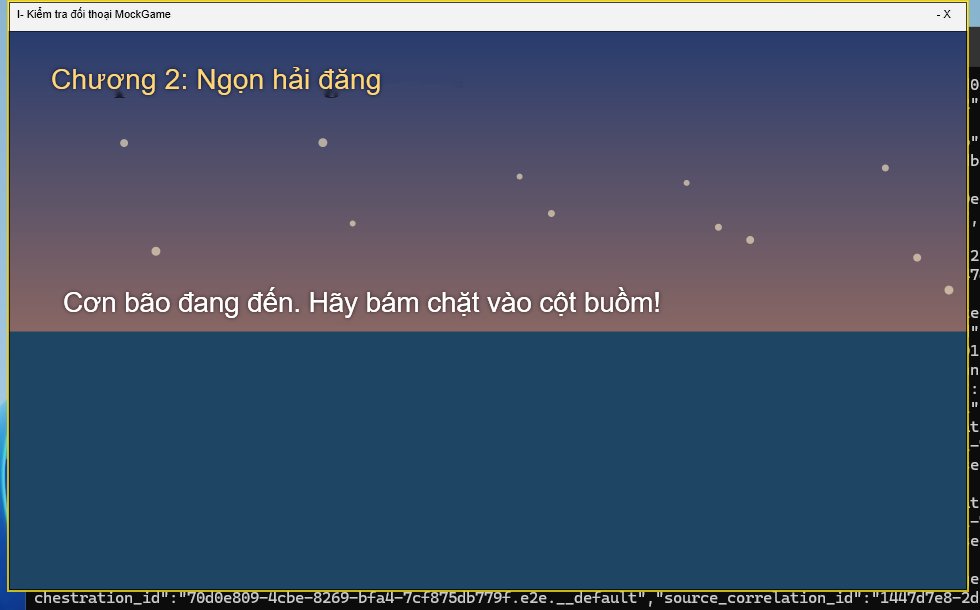 I- Kiểm tra đối thoại MockGame
- X
Chương 2: Ngọn hải đăng
Cơn bão đang đến. Hãy bám chặt vào cột buồm!
chestration_id":"70d0e809-4cbe-8269-bfa4-7cf875db779f.e2e.__default","source_correlation_id":"1447d7e8-2d